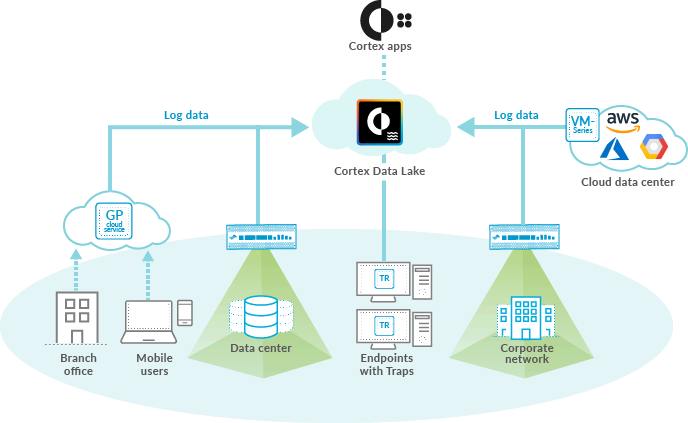 Cortex apps
Log data
Log data
VM-
Series
aws
Cortex Data Lake
Cloud data center
GP
cloud
service
TR
TR
Branch
office
Mobile
users
Data center
Endpoints
with Traps
Corporate
network